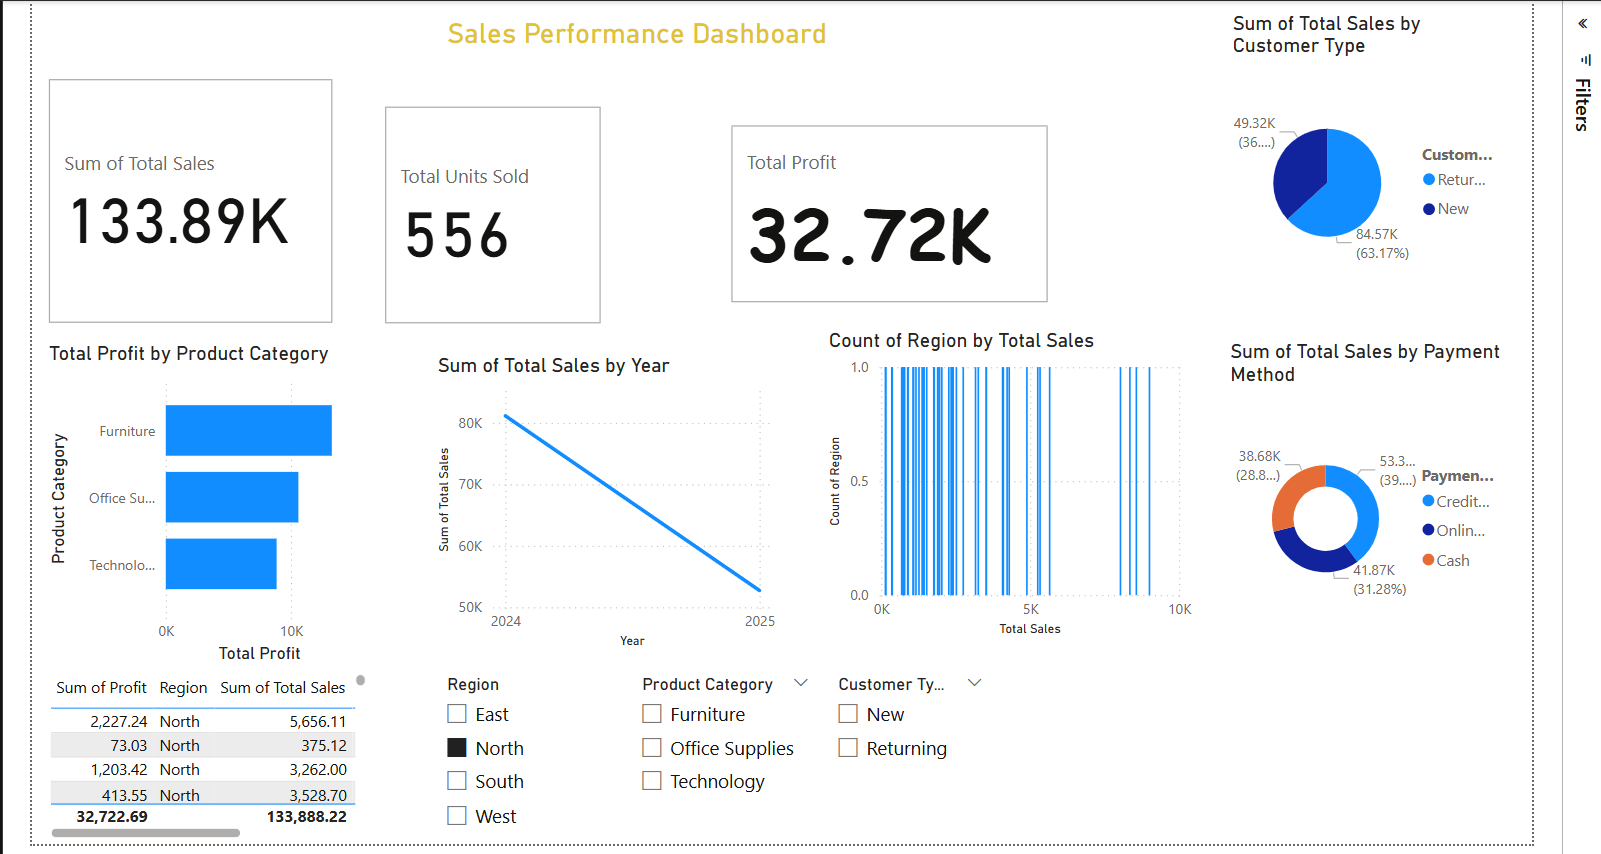 Sales Performance Dashboard
Sum of Total Sales by
Customer Type
Filters
Sum of Total Sales
133.89K
Total Units Sold
556
Total Profit
32.72K
49.32K
(36....)
84.57K
(63.17%)
Custom...
Retur...
New
Total Profit by Product Category
Product Category
Furniture
Office Su...
Technolo...
0K
10K
Total Profit
Sum of Total Sales by Year
Sum of Total Sales
80K
70K
60K
50K
2024
2025
Year
Count of Region by Total Sales
Count of Region
1.0
0.5
0.0
0K
5K
10K
Total Sales
Sum of Total Sales by Payment
Method
38.68K
(28.8...)
53.3...
(39....)
41.87K
(31.28%)
Paymen...
Credit...
Onlin...
Cash
Sum of Profit Region Sum of Total Sales
2,227.24 North 5,656.11
73.03 North 375.12
1,203.42 North 3,262.00
413.55 North 3,528.70
32,722.69 133,888.22
Region
East
North
South
West
Product Category
Furniture
Office Supplies
Technology
Customer Ty...
New
Returning